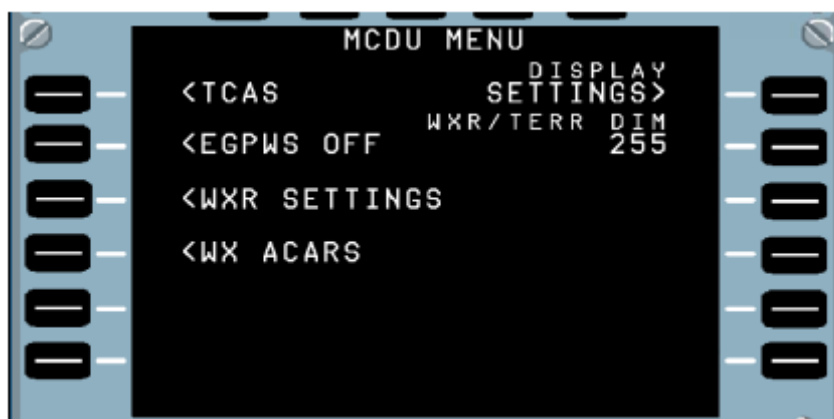 MCDU MENU
DISPLAY
<TCAS SETTINGS>
WXR/TERR DIM
<EGPWS OFF 255
<WXR SETTINGS
<WX ACARS